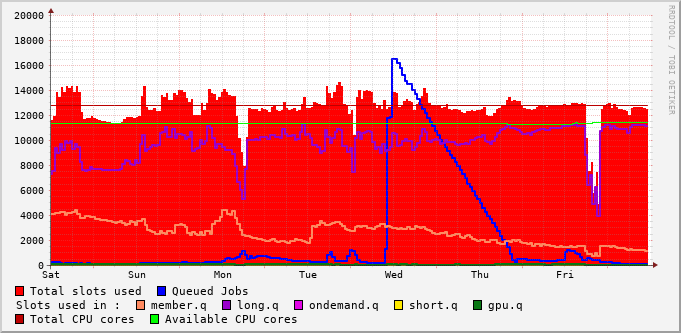 20000
18000
16000
14000
12000
10000
8000
6000
4000
2000
0
Sat Sun Mon Tue Wed Thu Fri
RRDTOOL / TOBI OETIKER
Total slots used Queued Jobs
Slots used in : member.q long.q ondemand.q short.q gpu.q
Total CPU cores Available CPU cores